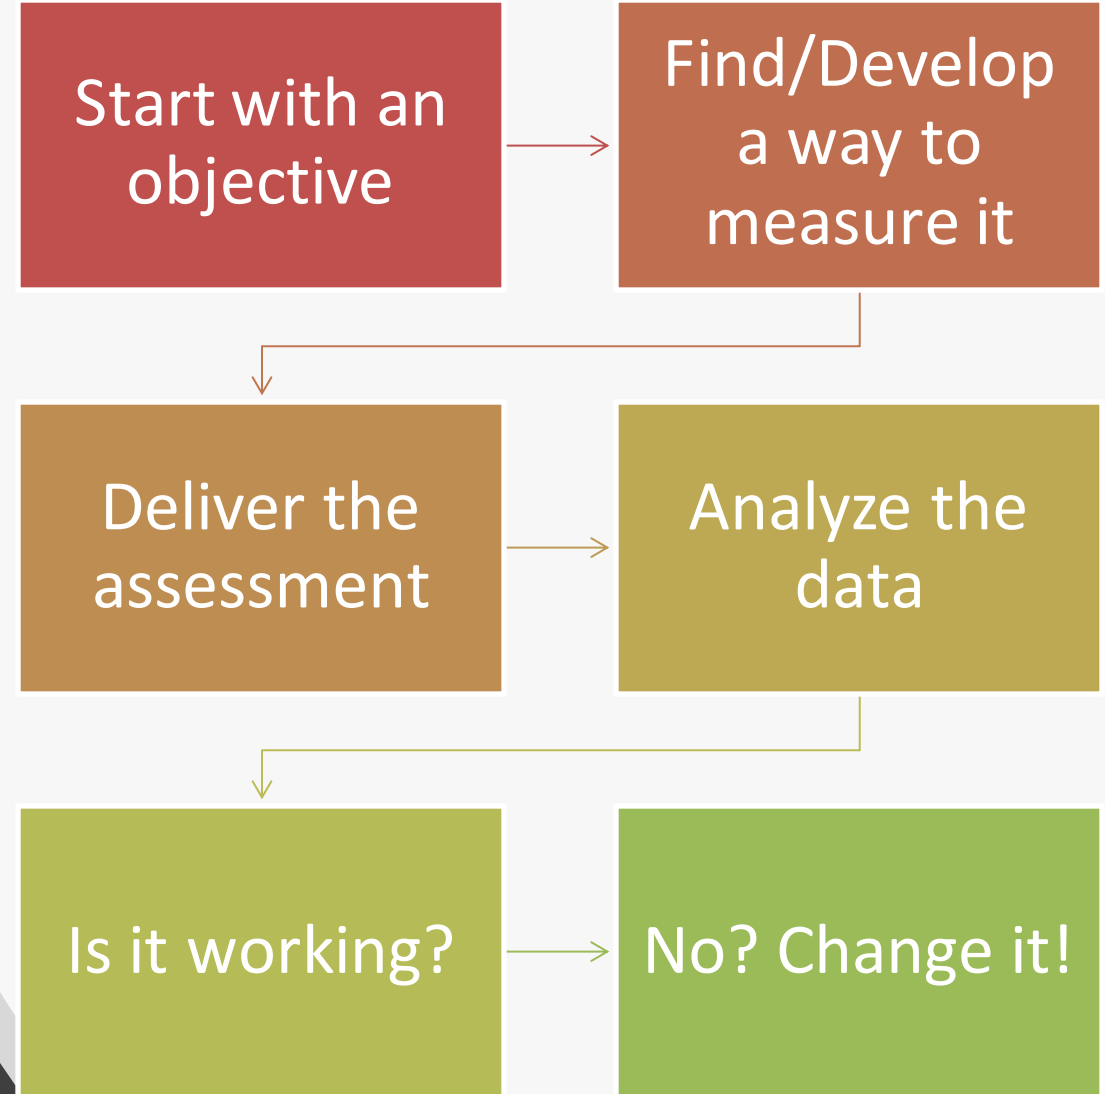 Start with an
objective
Find/Develop
a way to
measure it
Deliver the
assessment
Analyze the
data
Is it working?
No? Change it!